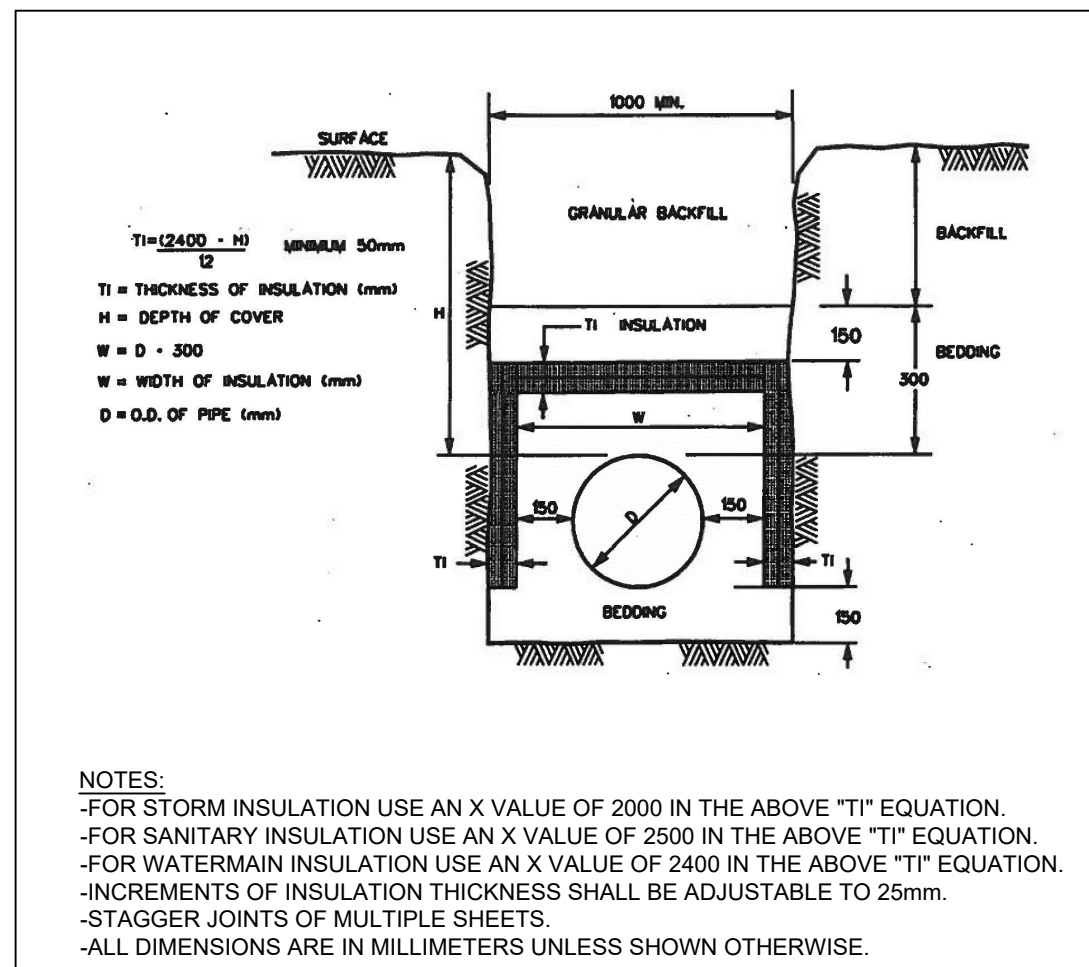 1000 MIN.
SURFACE
GRANULAR BACKFILL
BACKFILL
TI=(2400 - H)
12
MINIMUM 50mm
TI = THICKNESS OF INSULATION (mm)
H = DEPTH OF COVER
H
TI INSULATION
150
W = D + 300
BEDDING
W = WIDTH OF INSULATION (mm)
300
D = O.D. OF PIPE (mm)
W
150
D
150
TI
TI
BEDDING
150
NOTES:
-FOR STORM INSULATION USE AN X VALUE OF 2000 IN THE ABOVE "TI" EQUATION.
-FOR SANITARY INSULATION USE AN X VALUE OF 2500 IN THE ABOVE "TI" EQUATION.
-FOR WATERMAIN INSULATION USE AN X VALUE OF 2400 IN THE ABOVE "TI" EQUATION.
-INCREMENTS OF INSULATION THICKNESS SHALL BE ADJUSTABLE TO 25mm.
-STAGGER JOINTS OF MULTIPLE SHEETS.
-ALL DIMENSIONS ARE IN MILLIMETERS UNLESS SHOWN OTHERWISE.